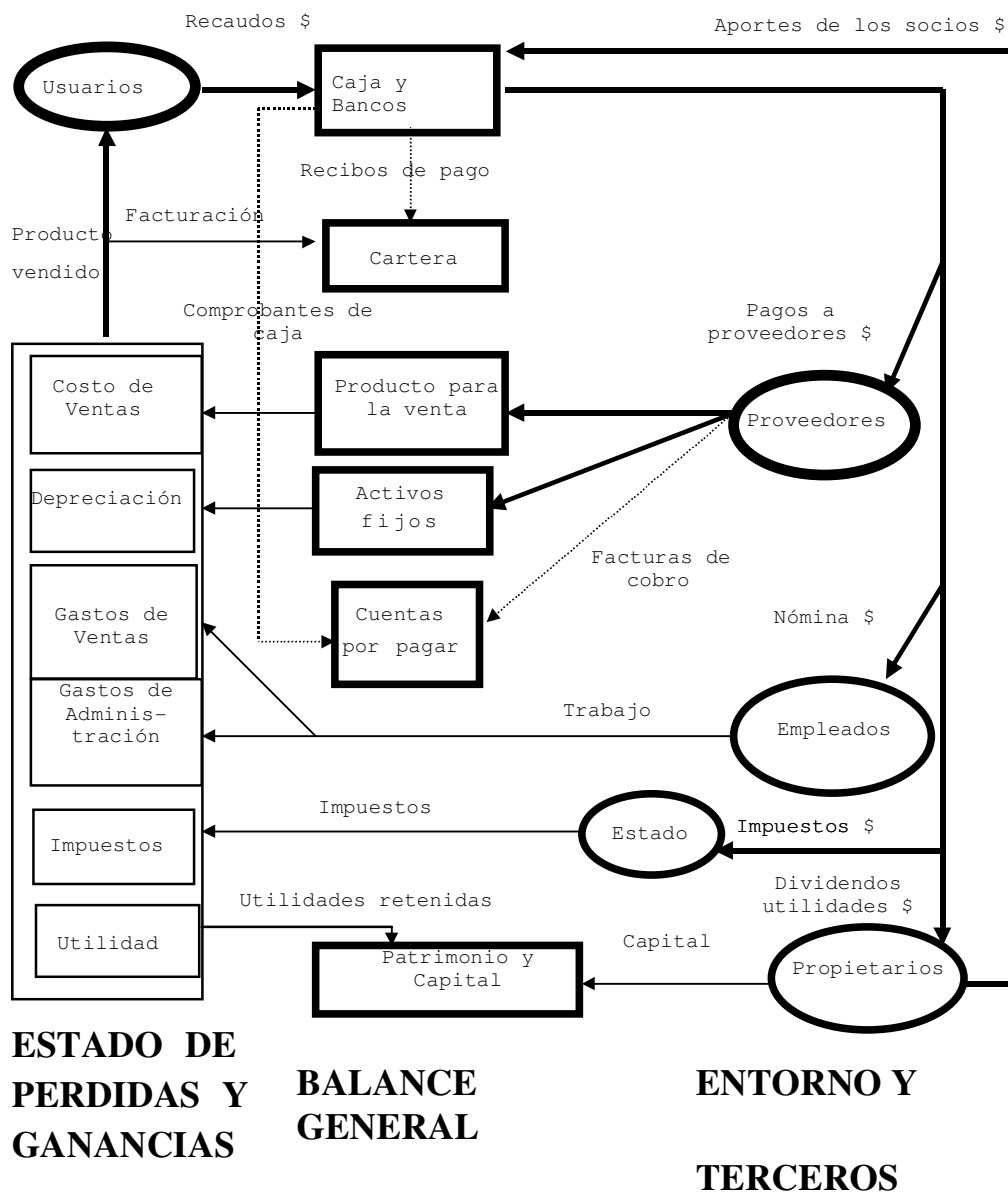 Recaudos $
Aportes de los socios $
Usuarios
Caja y
Bancos
Recibos de pago
Facturación
Producto
vendido
Cartera
Comprobantes de
caja
Pagos a
proveedores $
Costo de
Ventas
Producto para
la venta
Proveedores
Depreciación
Activos
fijos
Facturas de
cobro
Gastos de
Ventas
Cuentas
por pagar
Nómina $
Gastos de
Adminis-
tración
Trabajo
Empleados
Impuestos
Estado
Impuestos $
Impuestos
Dividendos
utilidades $
Utilidades retenidas
Utilidad
Capital
Patrimonio y
Capital
Propietarios
ESTADO DE
PERDIDAS Y
GANANCIAS
BALANCE
GENERAL
ENTORNO Y
TERCEROS